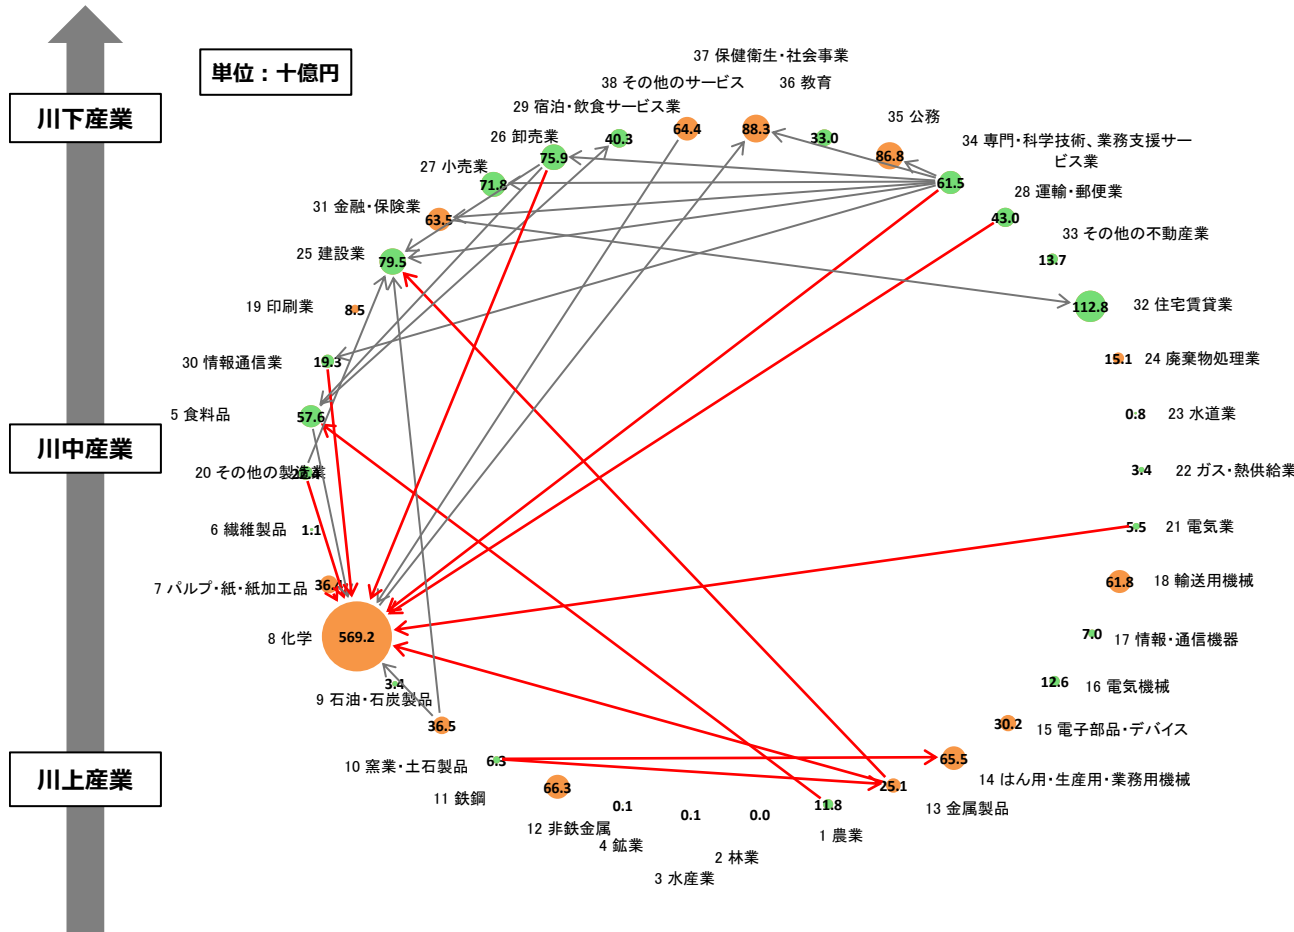 単位：十億円
川下産業
川中産業
川上産業
37 保健衛生・社会事業
38 その他のサービス
36 教育
29 宿泊・飲食サービス業
35 公務
26 卸売業
34 専門・科学技術、業務支援サー
ビス業
27 小売業
28 運輸・郵便業
31 金融・保険業
33 その他の不動産業
25 建設業
32 住宅賃貸業
19 印刷業
24 廃棄物処理業
30 情報通信業
23 水道業
5 食料品
22 ガス・熱供給業
20 その他の製造業
21 電気業
6 繊維製品
18 輸送用機械
7 パルプ・紙・紙加工品
17 情報・通信機器
8 化学
16 電気機械
9 石油・石炭製品
15 電子部品・デバイス
10 窯業・土石製品
14 はん用・生産用・業務用機械
11 鉄鋼
13 金属製品
12 非鉄金属
1 農業
4 鉱業
2 林業
3 水産業
64.4
88.3
33.0
86.8
40.3
75.9
61.5
71.8
43.0
63.5
13.7
79.5
112.8
8.5
15.1
19.3
0.8
57.6
3.4
22.4
5.5
1.1
61.8
36.4
7.0
569.2
12.6
3.4
30.2
36.5
65.5
6.3
25.1
66.3
11.8
0.1
0.1
0.0